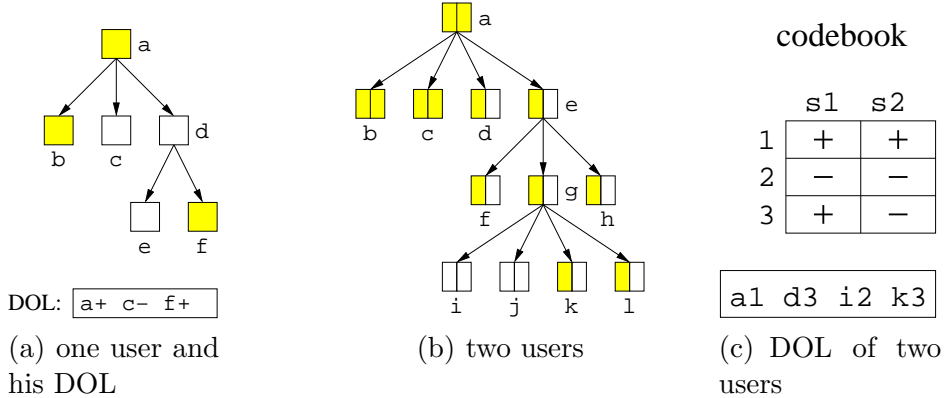 a
b
c
d
e
f
DOL: a+ c- f+
(a) one user and
his DOL
a
b
c
d
e
f
g
h
i
j
k
l
(b) two users
codebook
s1 s2
1 + +
2 − −
3 + −
a1 d3 i2 k3
(c) DOL of two
users